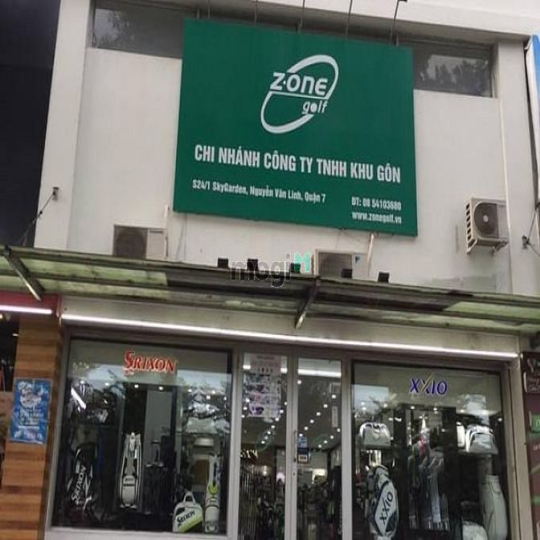 Z·ONE
golf
CHI NHÁNH CÔNG TY TNHH KHU GÔN
S24/1 SkyGarden, Nguyễn Văn Linh, Quận 7
ĐT: 08 54103680
www.zonegolf.vn
mogi
SRIXON
XXIO
SRIXON
SRIXON
XXIO